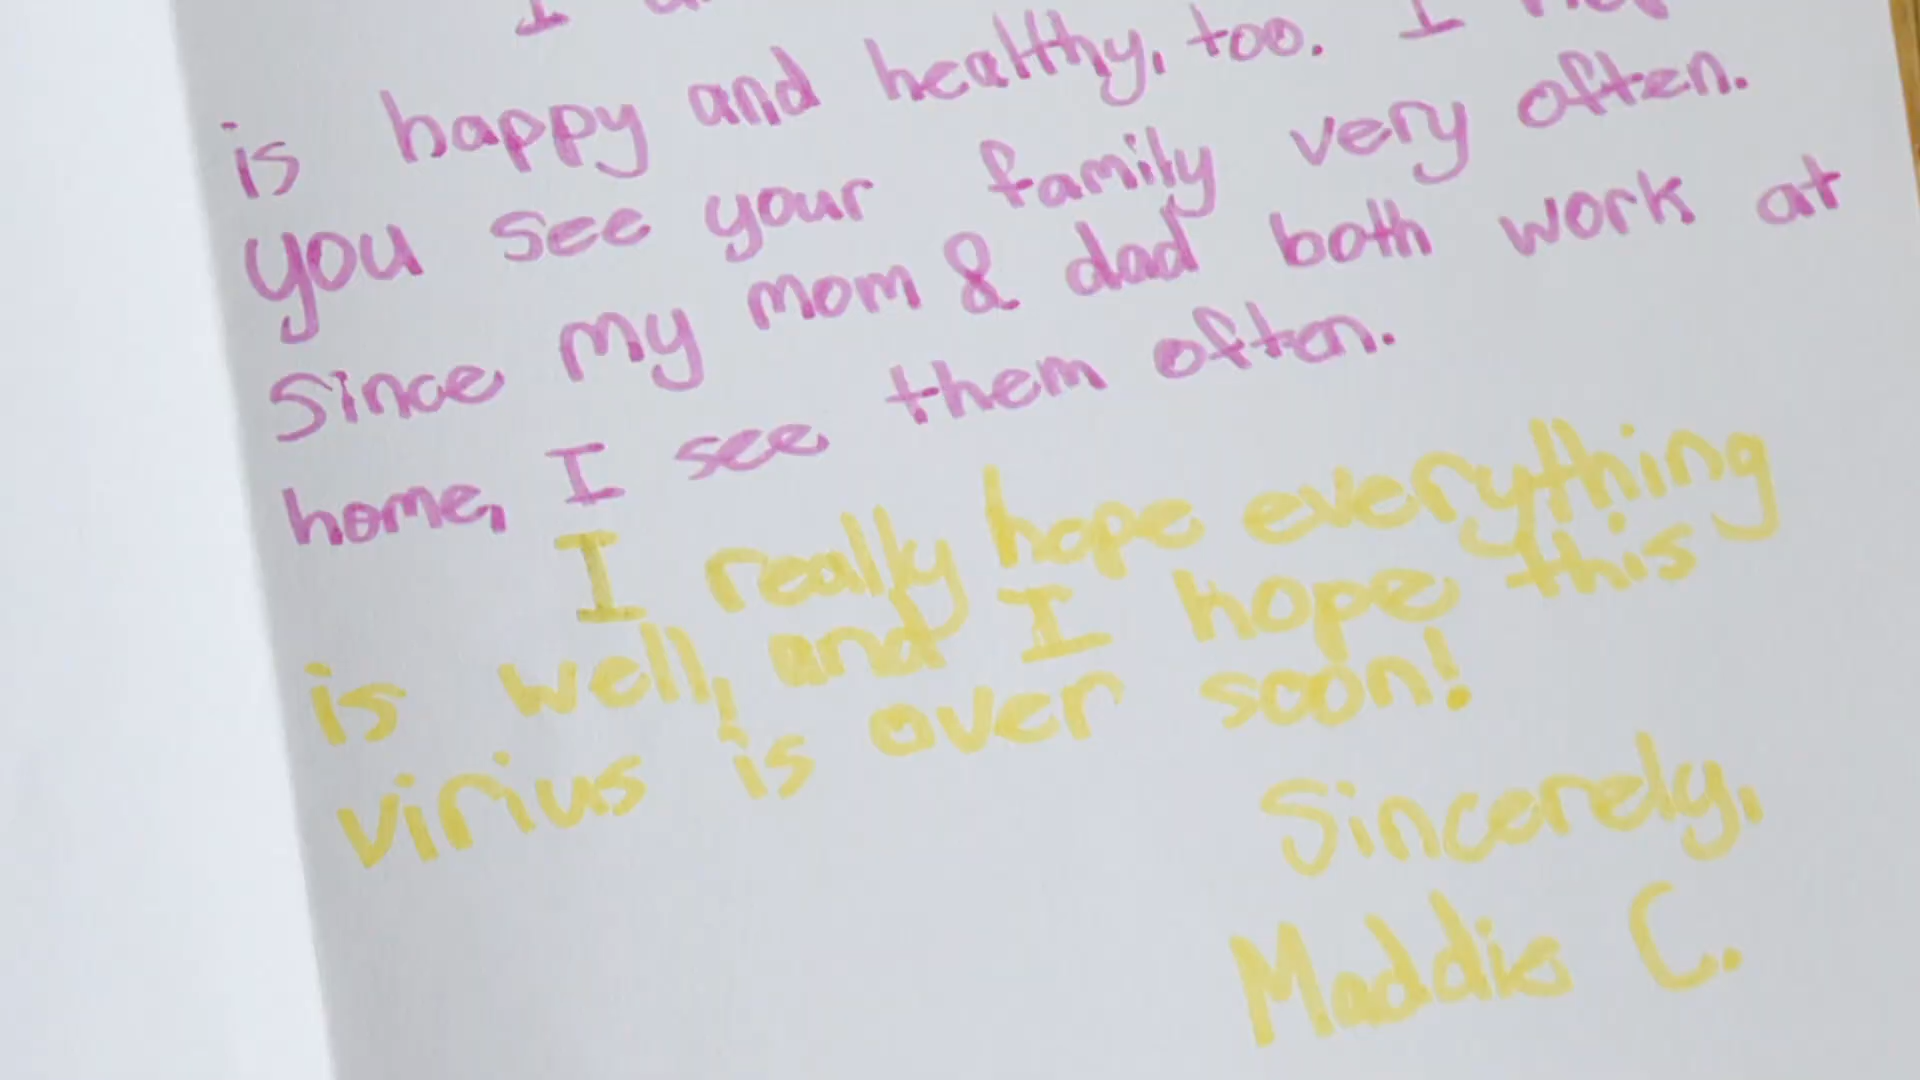 I
is happy and healthy, too. I
you see your family very often.
Since my mom & dad both work at
home, I see them often.
I really hope everything
is well, and I hope this
virius is over soon!
Sincerely,
Maddie C.